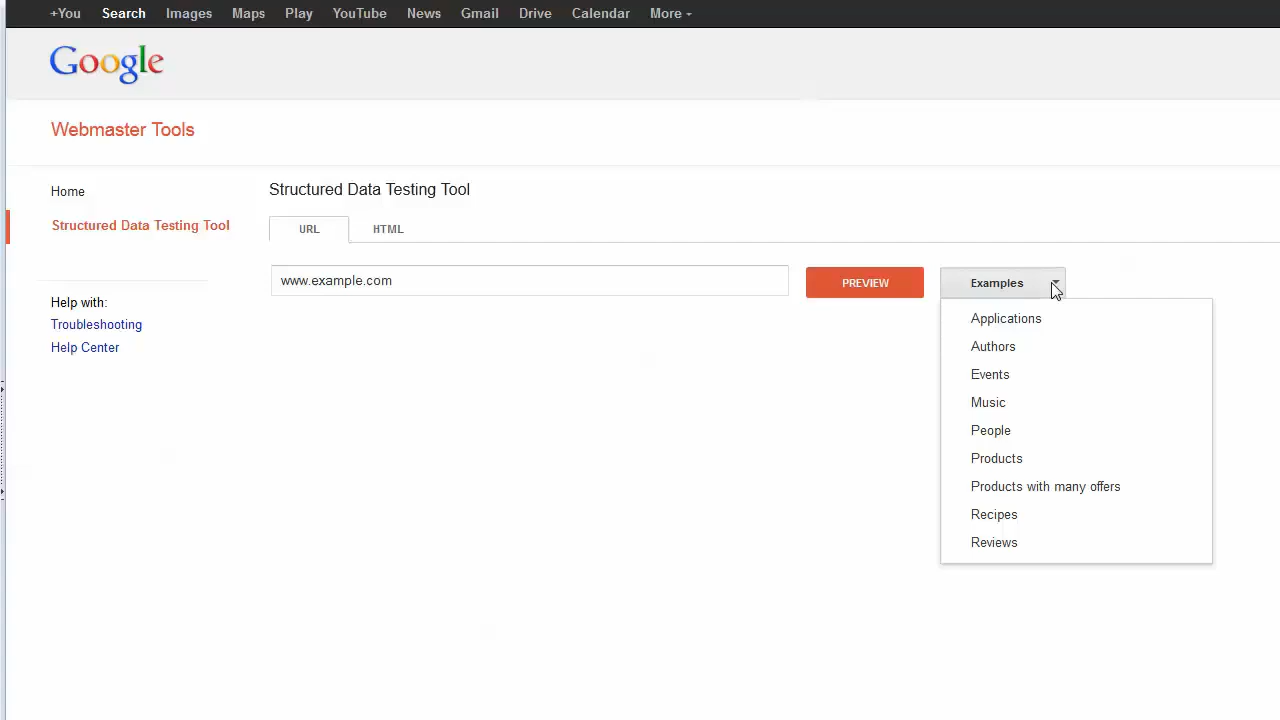 +You Search Images Maps Play YouTube News Gmail Drive Calendar More
Google
Webmaster Tools
Home
Structured Data Testing Tool
Help with:
Troubleshooting
Help Center
Structured Data Testing Tool
URL HTML
www.example.com PREVIEW Examples
Applications
Authors
Events
Music
People
Products
Products with many offers
Recipes
Reviews